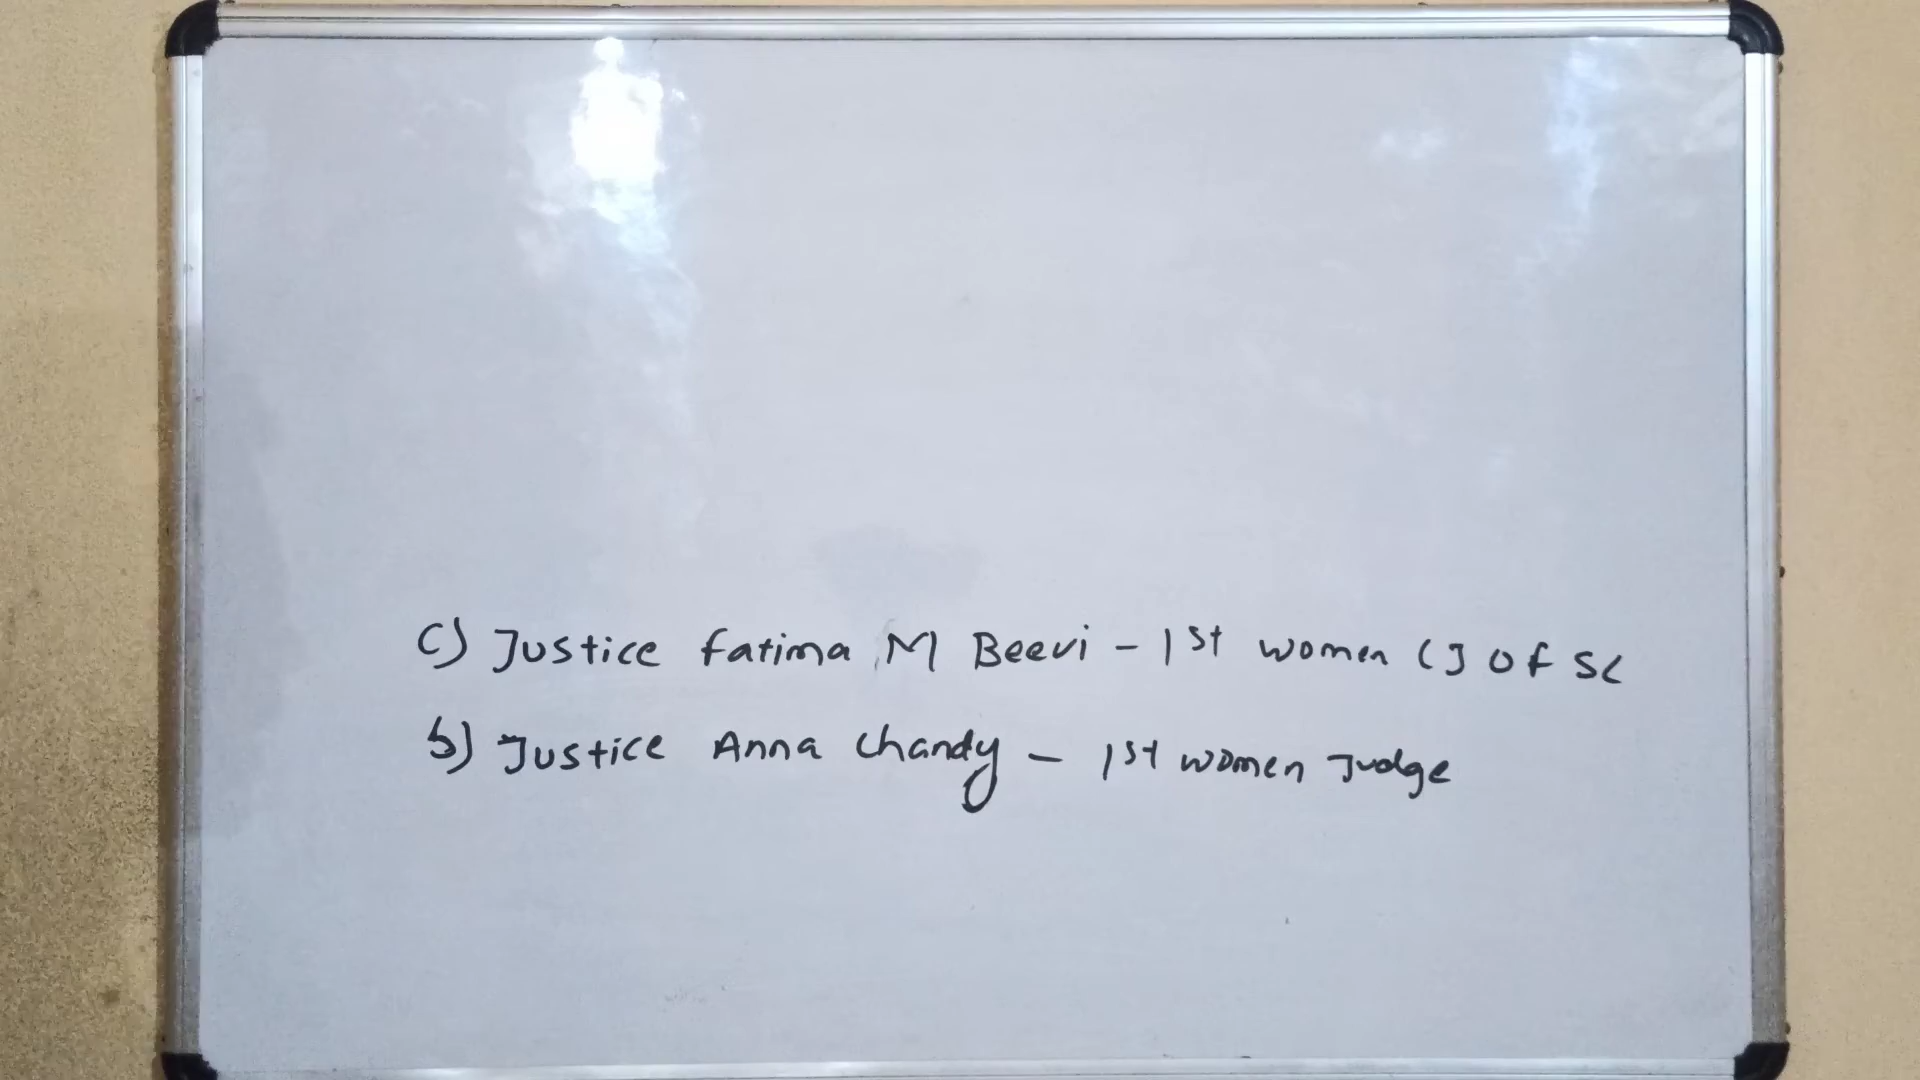 c) Justice Fatima M Beevi - 1st women CJ of SC
b) Justice Anna Chandy - 1st women Judge